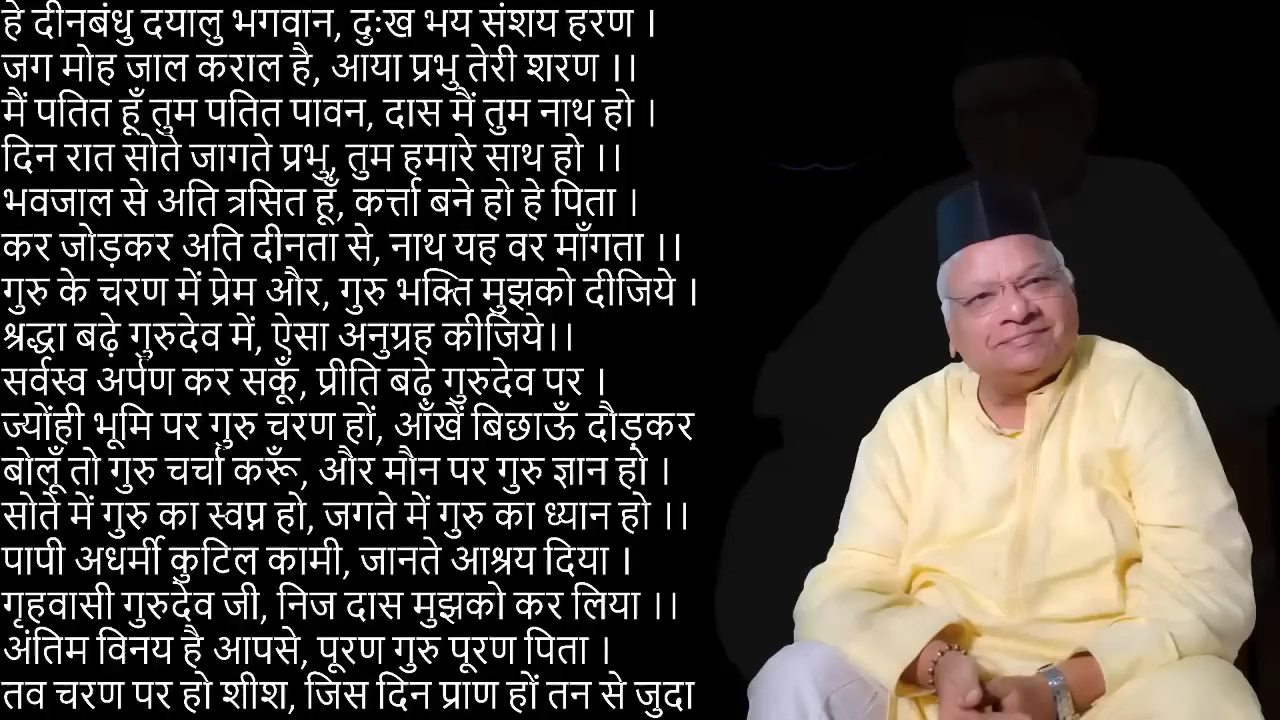 हे दीनबंधु दयालु भगवान, दुःख भय संशय हरण ।
जग मोह जाल कराल है, आया प्रभु तेरी शरण ।।
मैं पतित हूँ तुम पतित पावन, दास मैं तुम नाथ हो ।
दिन रात सोते जागते प्रभु, तुम हमारे साथ हो ।।
भवजाल से अति त्रसित हूँ, कर्त्ता बने हो हे पिता ।
कर जोड़कर अति दीनता से, नाथ यह वर माँगता ।।
गुरु के चरण में प्रेम और, गुरु भक्ति मुझको दीजिये ।
श्रद्धा बढ़े गुरुदेव में, ऐसा अनुग्रह कीजिये।।
सर्वस्व अर्पण कर सकूँ, प्रीति बढे गुरुदेव पर ।
ज्योंही भूमि पर गुरु चरण हों, आँखें बिछाऊँ दौड़कर
बोलूँ तो गुरु चर्चा करूँ, और मौन पर गुरु ज्ञान हो ।
सोते में गुरु का स्वप्न हो, जगते में गुरु का ध्यान हो ।।
पापी अधर्मी कुटिल कामी, जानते आश्रय दिया ।
गृहवासी गुरुदेव जी, निज दास मुझको कर लिया ।।
अंतिम विनय है आपसे, पूरण गुरु पूरण पिता ।
तव चरण पर हो शीश, जिस दिन प्राण हों तन से जुदा